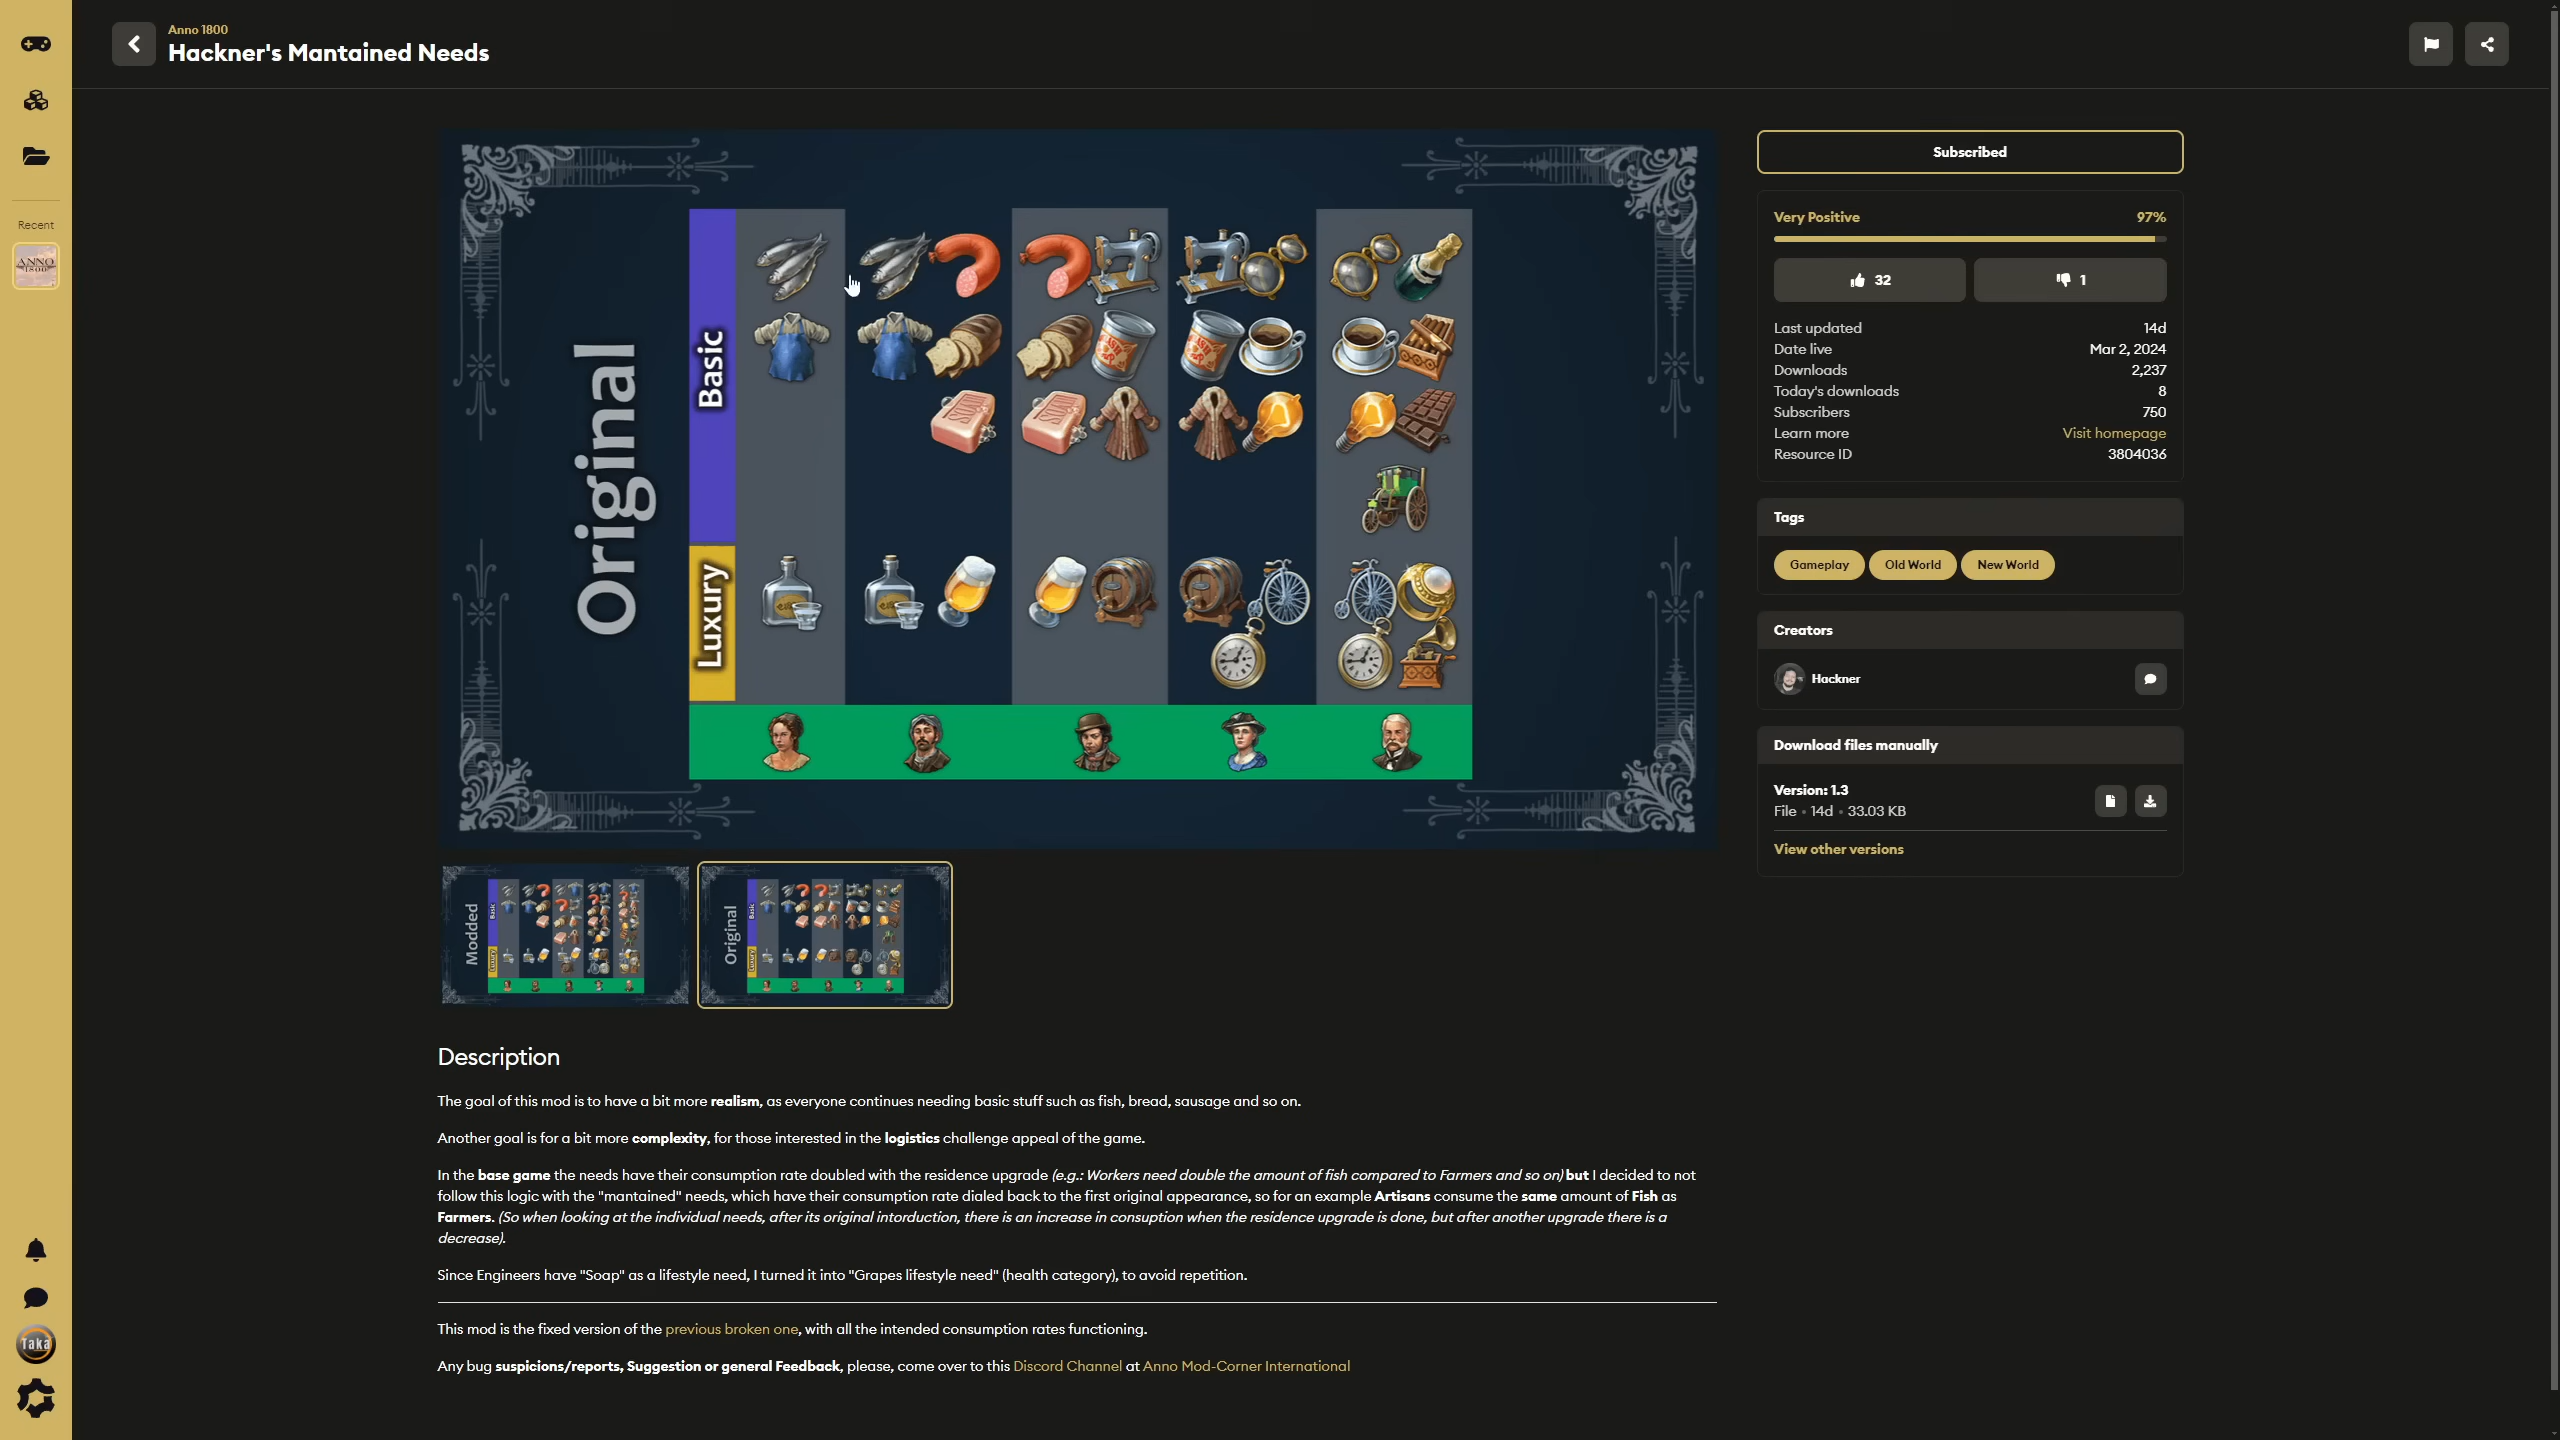 Anno 1800
Hackner's Mantained Needs
Recent
ANNO
1800
Original
Basic
Luxury
Modded
Basic
Luxury
Original
Basic
Luxury
Description
The goal of this mod is to have a bit more realism, as everyone continues needing basic stuff such as fish, bread, sausage and so on.
Another goal is for a bit more complexity, for those interested in the logistics challenge appeal of the game.
In the base game the needs have their consumption rate doubled with the residence upgrade (e.g.: Workers need double the amount of fish compared to Farmers and so on) but I decided to not
follow this logic with the "mantained" needs, which have their consumption rate dialed back to the first original appearance, so for an example Artisans consume the same amount of Fish as
Farmers. (So when looking at the individual needs, after its original intorduction, there is an increase in consuption when the residence upgrade is done, but after another upgrade there is a
decrease).
Since Engineers have "Soap" as a lifestyle need, I turned it into "Grapes lifestyle need" (health category), to avoid repetition.
This mod is the fixed version of the previous broken one, with all the intended consumption rates functioning.
Any bug suspicions/reports, Suggestion or general Feedback, please, come over to this Discord Channel at Anno Mod-Corner International
Subscribed
Very Positive 97%
32 1
Last updated 14d
Date live Mar 2, 2024
Downloads 2,237
Today's downloads 8
Subscribers 750
Learn more Visit homepage
Resource ID 3804036
Tags
Gameplay Old World New World
Creators
Hackner
Download files manually
Version: 1.3
File • 14d • 33.03 KB
View other versions
Taka